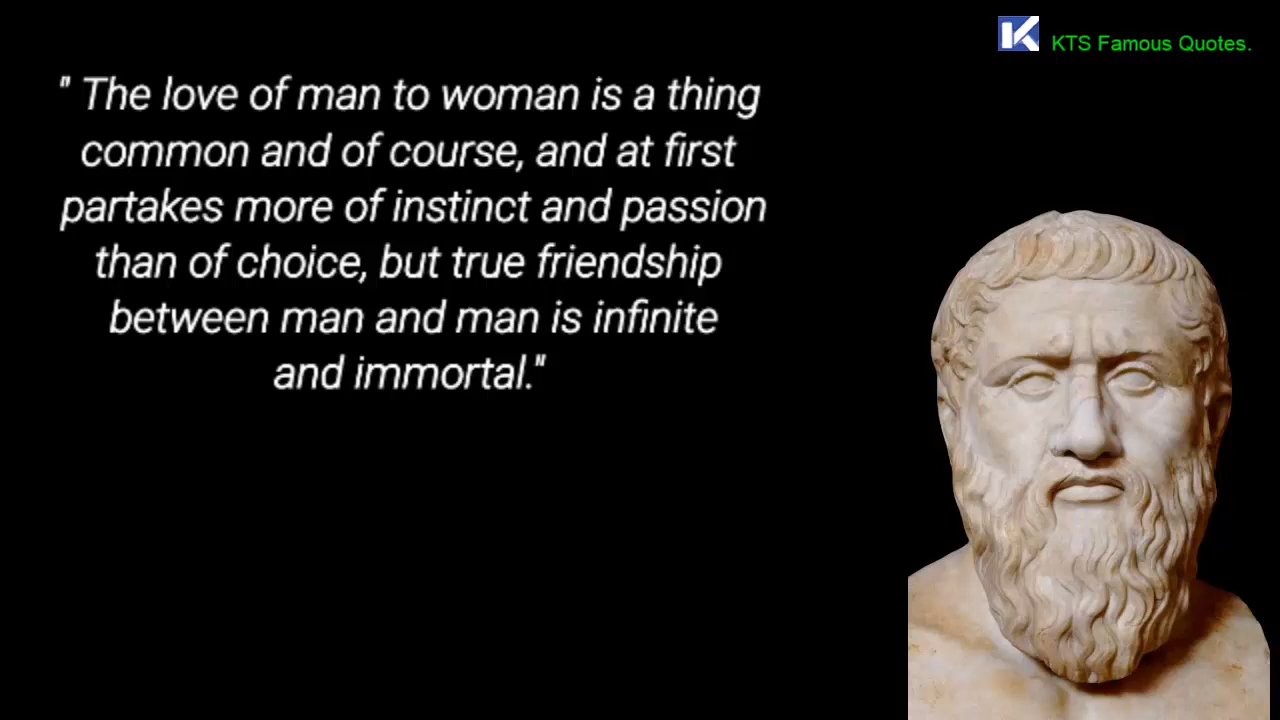 KTS Famous Quotes.
" The love of man to woman is a thing
common and of course, and at first
partakes more of instinct and passion
than of choice, but true friendship
between man and man is infinite
and immortal."